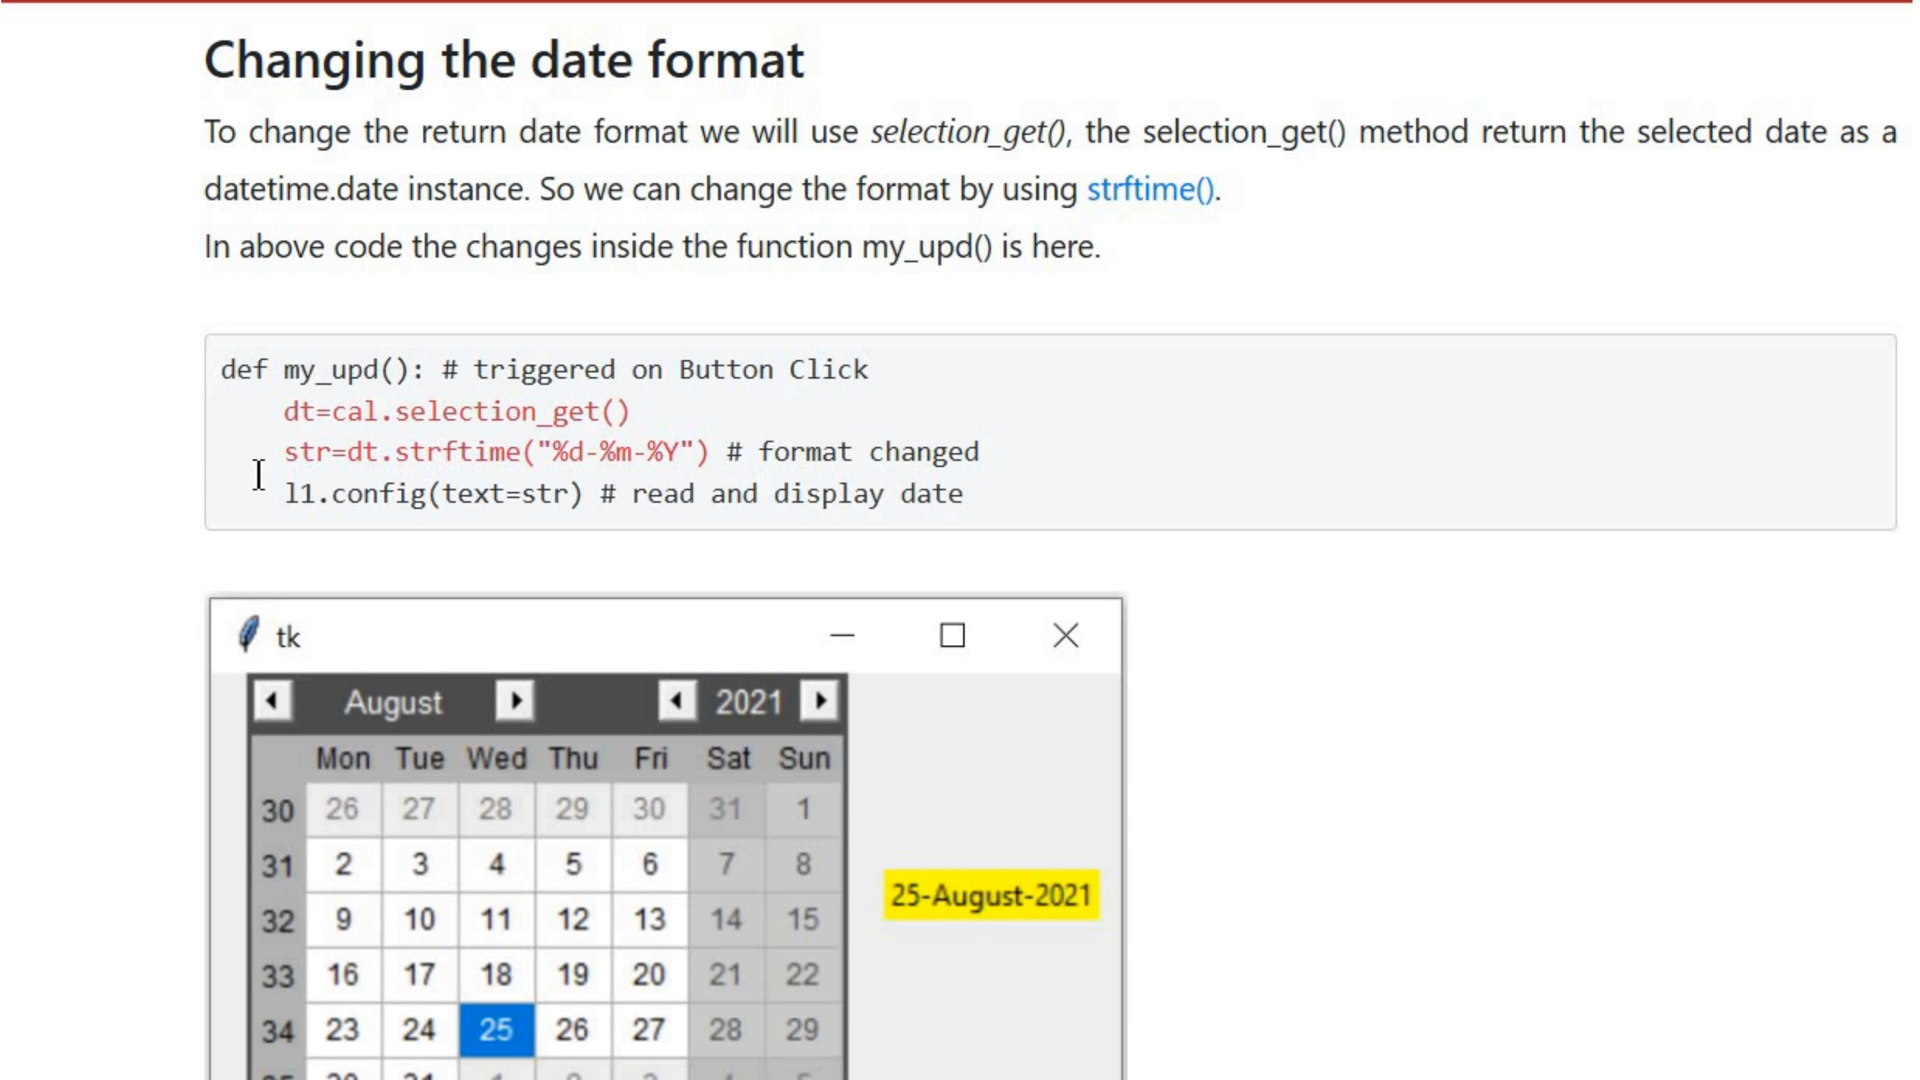 Changing the date format
To change the return date format we will use selection_get(), the selection_get() method return the selected date as a
datetime.date instance. So we can change the format by using strftime().
In above code the changes inside the function my_upd() is here.
def my_upd(): # triggered on Button Click
    dt=cal.selection_get()
    str=dt.strftime("%d-%m-%Y") # format changed
    l1.config(text=str) # read and display date
tk
August 2021
Mon Tue Wed Thu Fri Sat Sun
30 26 27 28 29 30 31 1
31 2 3 4 5 6 7 8
32 9 10 11 12 13 14 15
25-August-2021
33 16 17 18 19 20 21 22
34 23 24 25 26 27 28 29